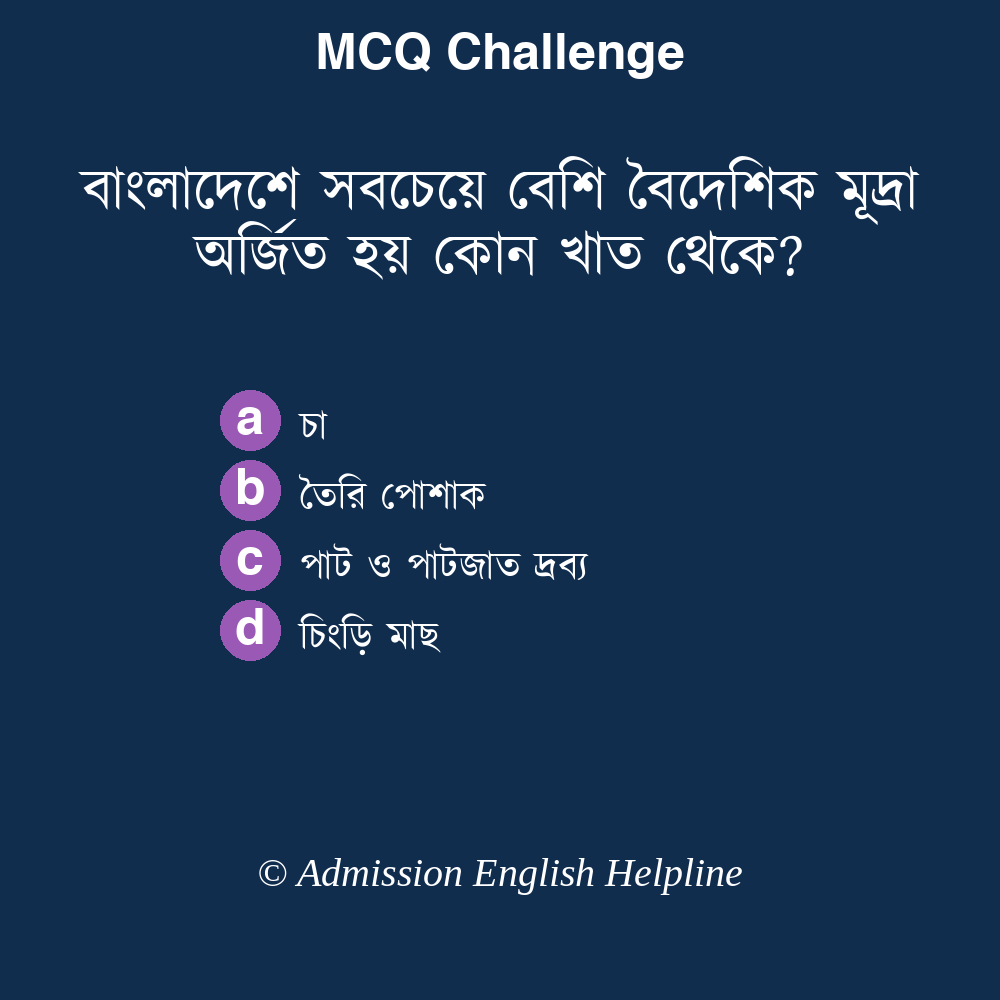 MCQ Challenge
বাংলাদেশে সবচেয়ে বেশি বৈদেশিক মূদ্রা
অর্জিত হয় কোন খাত থেকে?
a চা
b তৈরি পোশাক
c পাট ও পাটজাত দ্রব্য
d চিংড়ি মাছ
© Admission English Helpline